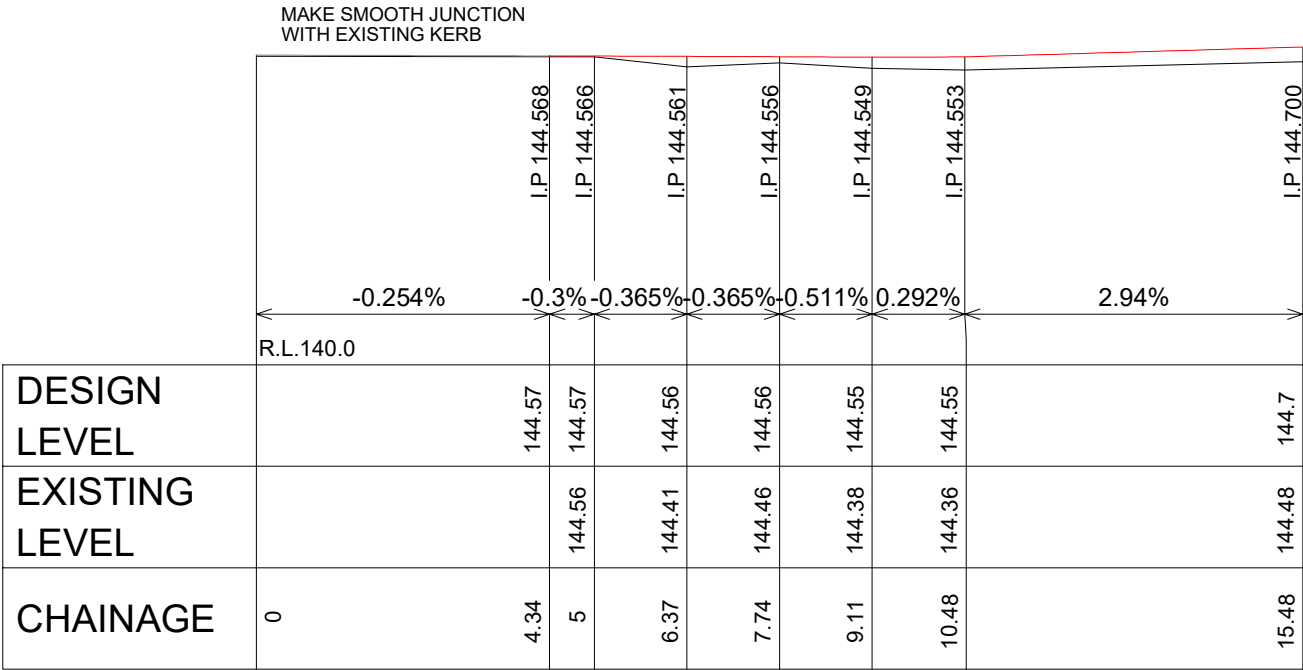 MAKE SMOOTH JUNCTION
WITH EXISTING KERB
I.P 144.568
I.P 144.566
I.P 144.561
I.P 144.556
I.P 144.549
I.P 144.553
I.P 144.700
-0.254% -0.3% -0.365% -0.365% -0.511% 0.292% 2.94%
R.L.140.0
DESIGN
LEVEL
144.57 144.57 144.56 144.56 144.55 144.55 144.7
EXISTING
LEVEL
144.56 144.41 144.46 144.38 144.36 144.48
CHAINAGE 0 4.34 5 6.37 7.74 9.11 10.48 15.48